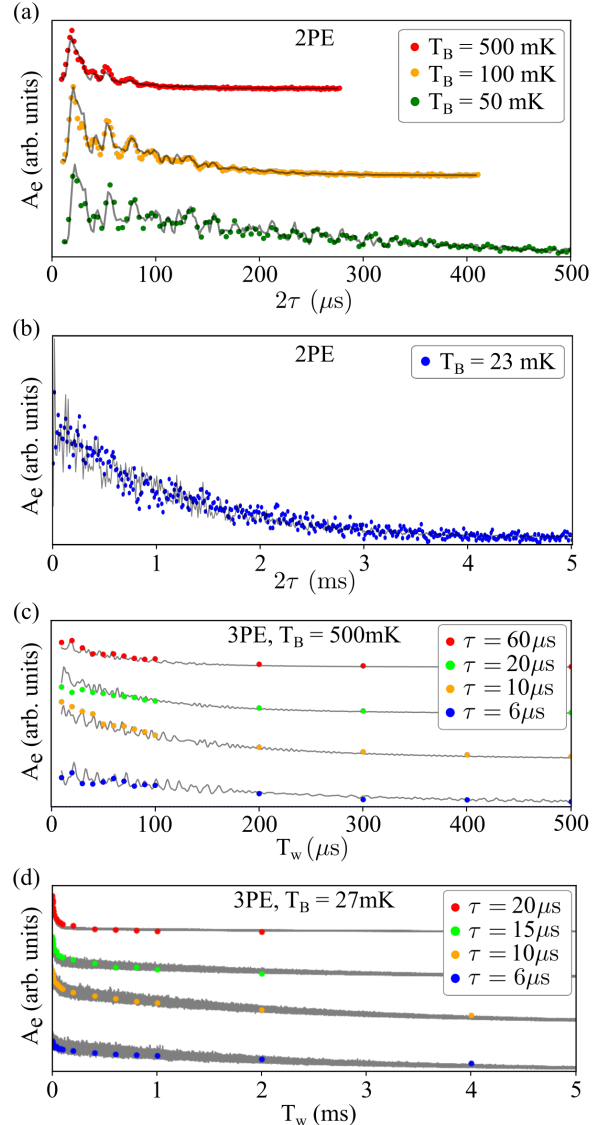 (a)
2PE
T_B = 500 mK
T_B = 100 mK
T_B = 50 mK
A_e (arb. units)
0 100 200 300 400 500
2τ (μs)
(b)
2PE
T_B = 23 mK
A_e (arb. units)
0 1 2 3 4 5
2τ (ms)
(c)
3PE, T_B = 500mK
τ = 60μs
τ = 20μs
τ = 10μs
τ = 6μs
A_e (arb. units)
0 100 200 300 400 500
T_w (μs)
(d)
3PE, T_B = 27mK
τ = 20μs
τ = 15μs
τ = 10μs
τ = 6μs
A_e (arb. units)
0 1 2 3 4 5
T_w (ms)